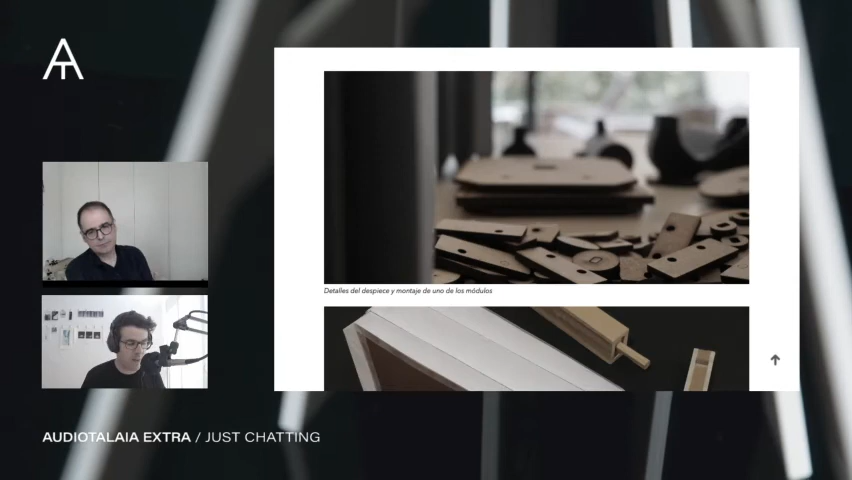 AT
Detalles del despiece y montaje de uno de los módulos
AUDIOTALAIA EXTRA / JUST CHATTING